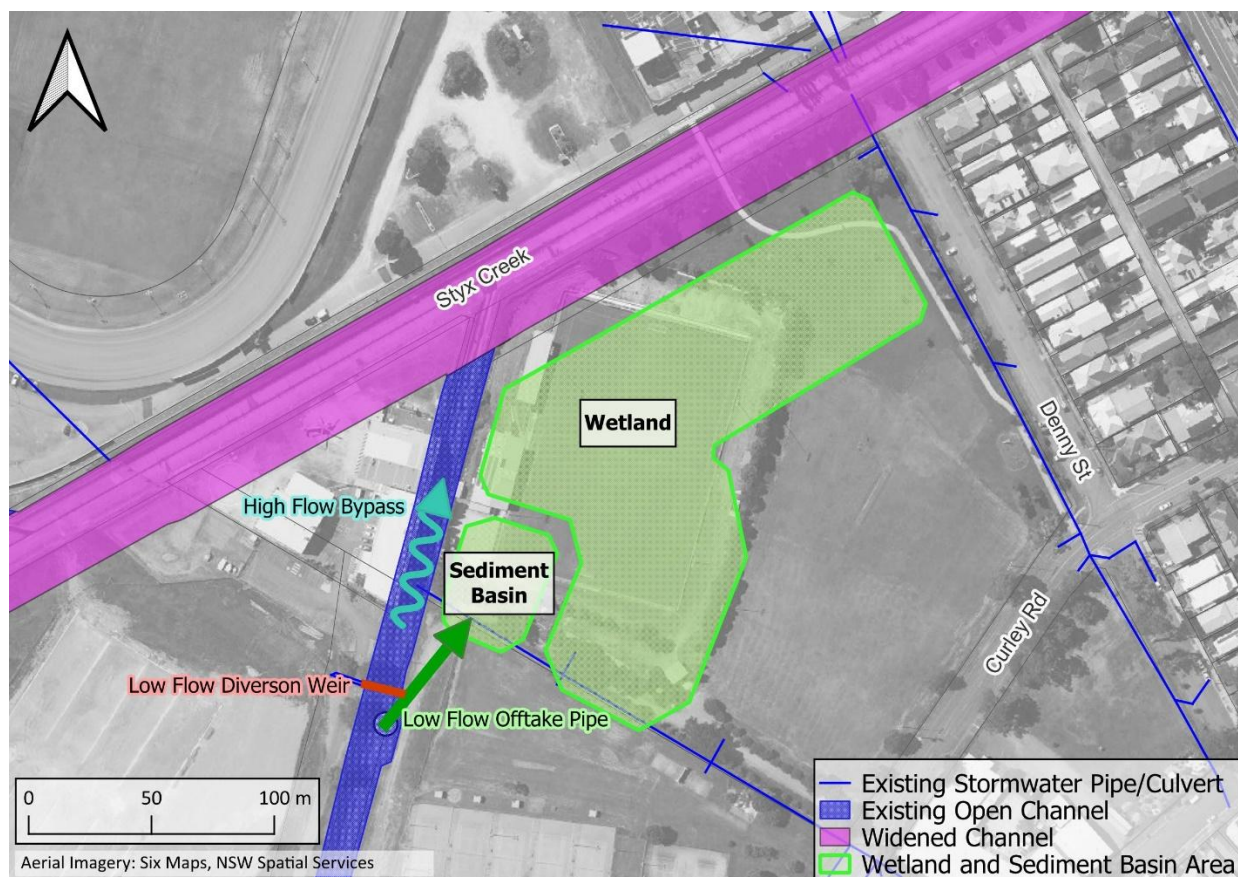 Styx Creek
Wetland
Denny St
High Flow Bypass
Sediment
Basin
Curley Rd
Low Flow Diverson Weir
Low Flow Offtake Pipe
0 50 100 m
Aerial Imagery: Six Maps, NSW Spatial Services
Existing Stormwater Pipe/Culvert
Existing Open Channel
Widened Channel
Wetland and Sediment Basin Area